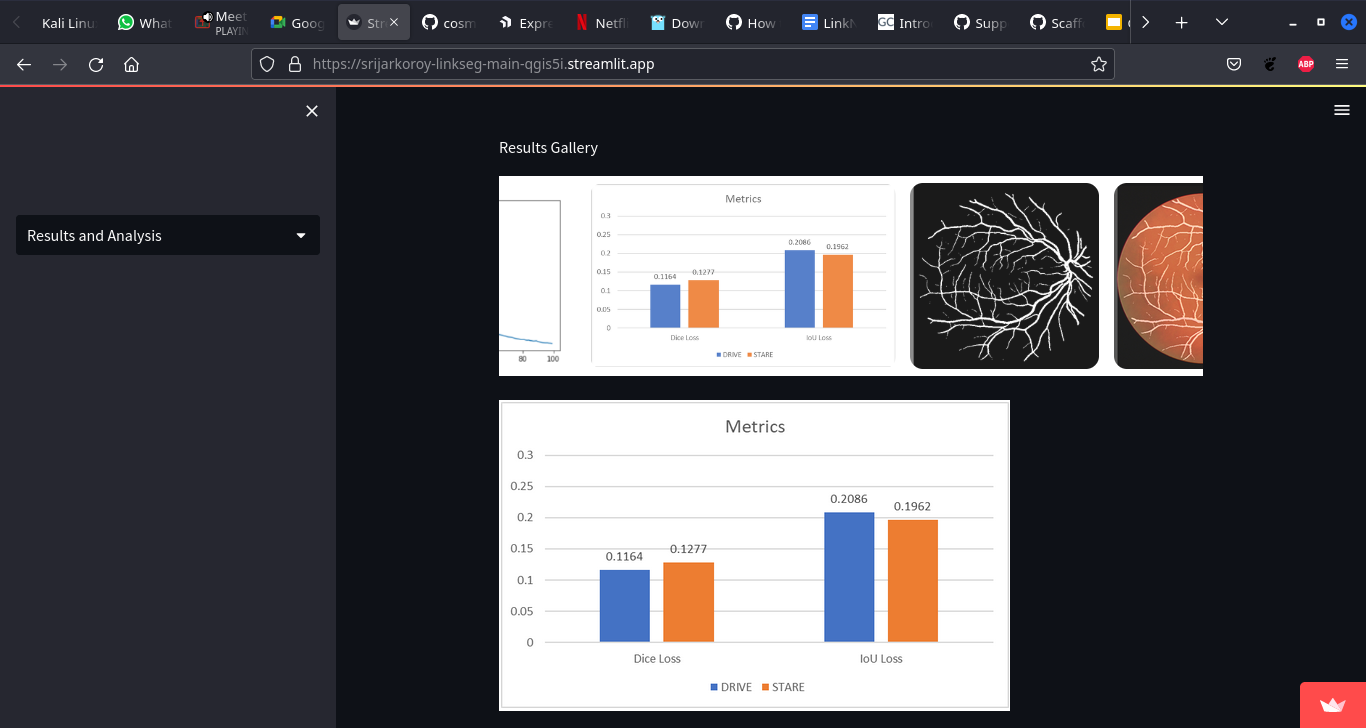 Kali Linu
What
Meet
PLAYIN
Goog
Str
cosm
Expre
Netfli
Dow
How
Link
GC
Intro
Supp
Scaff
https://srijarkoroy-linkseg-main-qgis5i.streamlit.app
ABP
Results and Analysis
Results Gallery
80
100
Metrics
0.3
0.25
0.2
0.15
0.1
0.05
0
0.1164
0.1277
0.2086
0.1962
Dice Loss
IoU Loss
DRIVE
STARE
Metrics
0.3
0.25
0.2
0.15
0.1
0.05
0
0.1164
0.1277
0.2086
0.1962
Dice Loss
IoU Loss
DRIVE
STARE